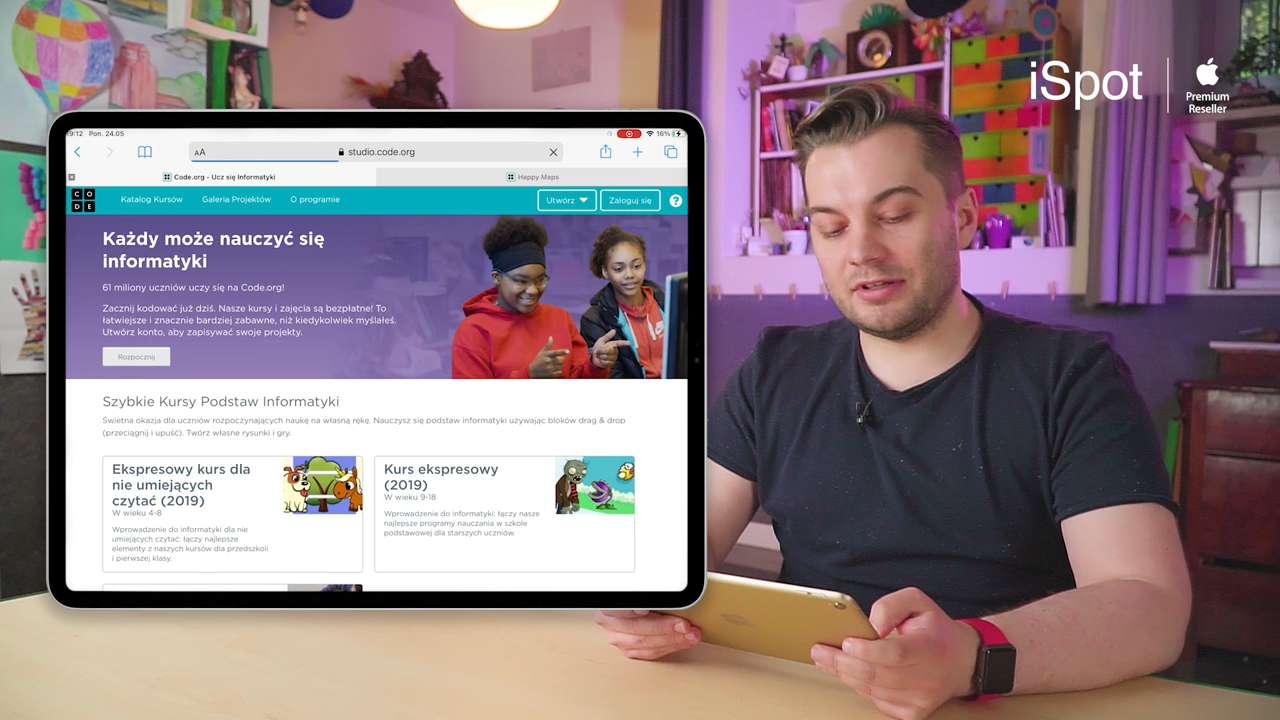 iSpot
Premium
Reseller
9:12 Pon. 24.05
16%
AA
studio.code.org
Code.org - Ucz się Informatyki
Happy Maps
C O
D E
Katalog Kursów
Galeria Projektów
O programie
Utwórz
Zaloguj się
?
Każdy może nauczyć się
informatyki
61 miliony uczniów uczy się na Code.org!
Zacznij kodować już dziś. Nasze kursy i zajęcia są bezpłatne! To
łatwiejsze i znacznie bardziej zabawne, niż kiedykolwiek myślałeś.
Utwórz konto, aby zapisywać swoje projekty.
Rozpocznij
Szybkie Kursy Podstaw Informatyki
Świetna okazja dla uczniów rozpoczynających naukę na własną rękę. Nauczysz się podstaw informatyki używając bloków drag & drop
(przeciągnij i upuść). Twórz własne rysunki i gry.
Ekspresowy kurs dla
nie umiejących
czytać (2019)
W wieku 4-8
Wprowadzenie do informatyki dla nie
umiejących czytać: łączy najlepsze
elementy z naszych kursów dla przedszkoli
i pierwszej klasy.
Kurs ekspresowy
(2019)
W wieku 9-18
Wprowadzenie do informatyki: łączy nasze
najlepsze programy nauczania w szkole
podstawowej dla starszych uczniów.